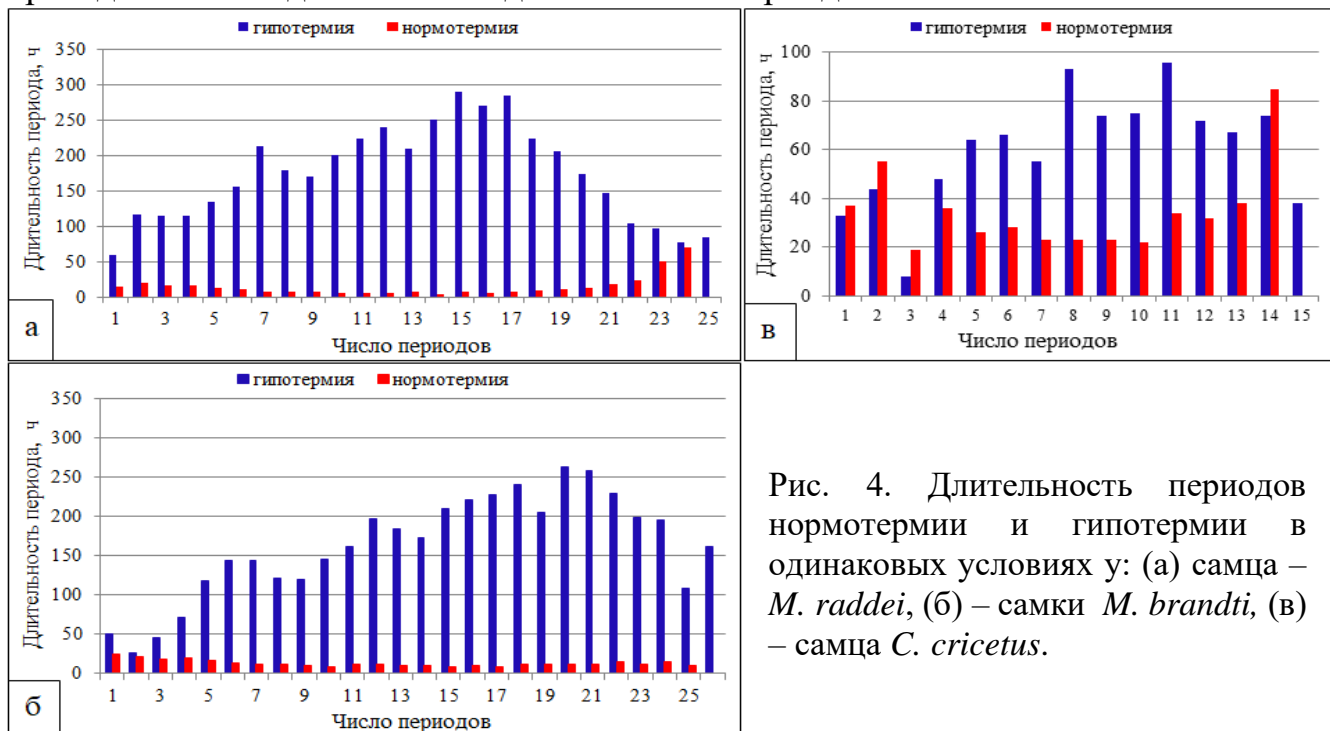 гипотермия нормотермия
Длительность периода, ч
350
300
250
200
150
100
50
0
1 3 5 7 9 11 13 15 17 19 21 23 25
Число периодов
а
гипотермия нормотермия
Длительность периода, ч
100
80
60
40
20
0
1 2 3 4 5 6 7 8 9 10 11 12 13 14 15
Число периодов
в
гипотермия нормотермия
Длительность периода, ч
350
300
250
200
150
100
50
0
1 3 5 7 9 11 13 15 17 19 21 23 25
Число периодов
б
Рис. 4. Длительность периодов
нормотермии и гипотермии в
одинаковых условиях у: (а) самца –
M. raddei, (б) – самки M. brandti, (в)
– самца C. cricetus.